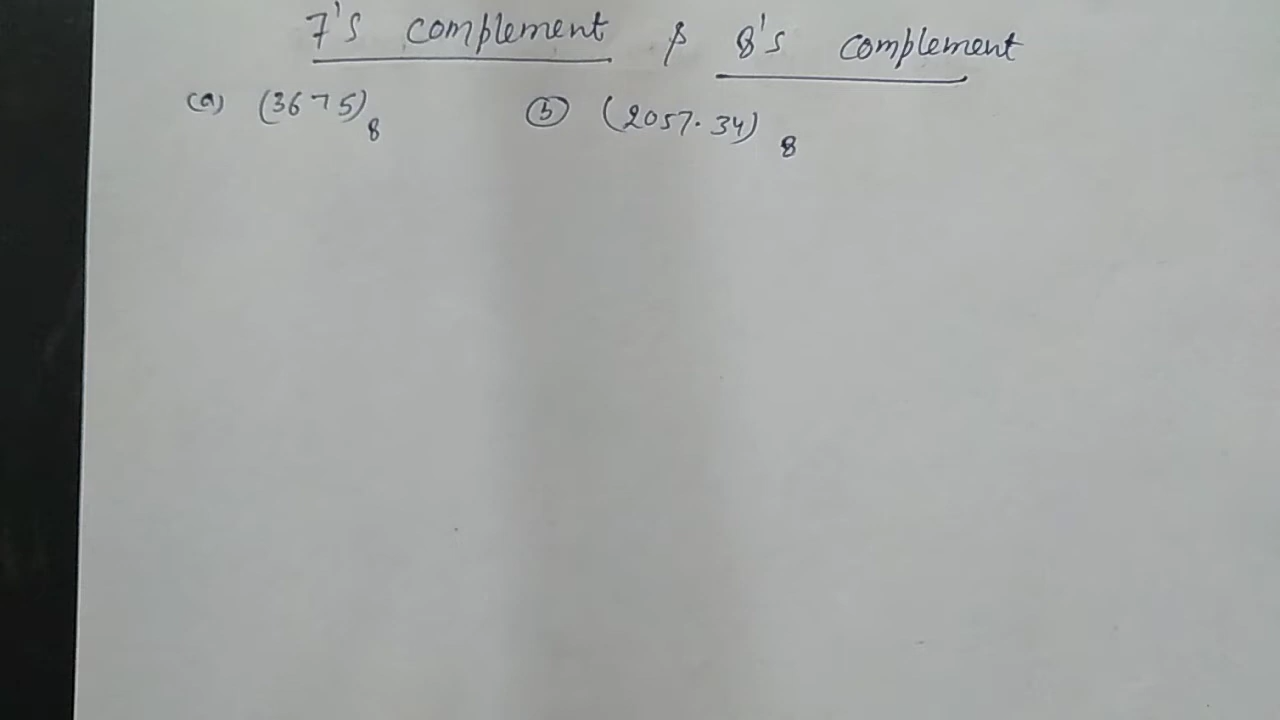 7's complement & 8's complement
(a) (3675)8 (b) (2057.34)8